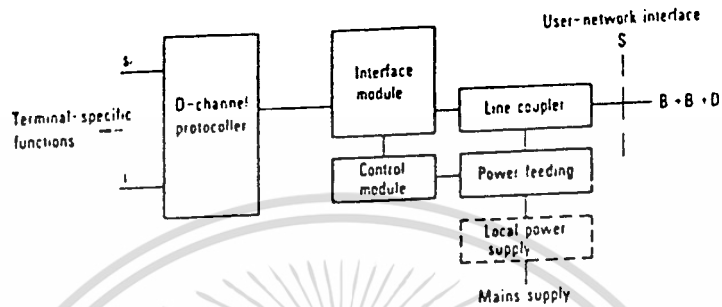 User-network interface
S
s
D-channel
protocoller
Interface
module
Line coupler
B + B + D
Terminal-specific
functions
Control
module
Power feeding
Local power
supply
Mains supply